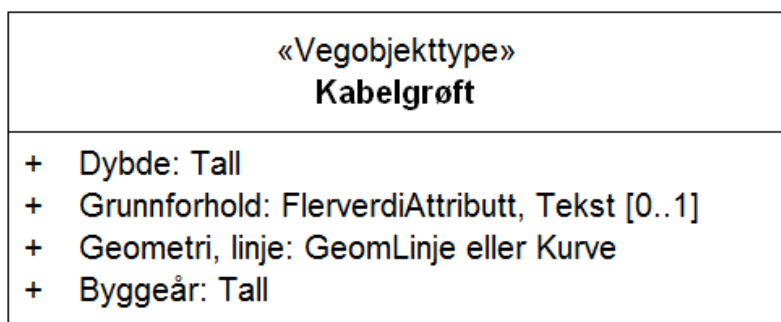 «Vegobjekttype»
Kabelgrøft
+ Dybde: Tall
+ Grunnforhold: FlerverdiAttributt, Tekst [0..1]
+ Geometri, linje: GeomLinje eller Kurve
+ Byggeår: Tall